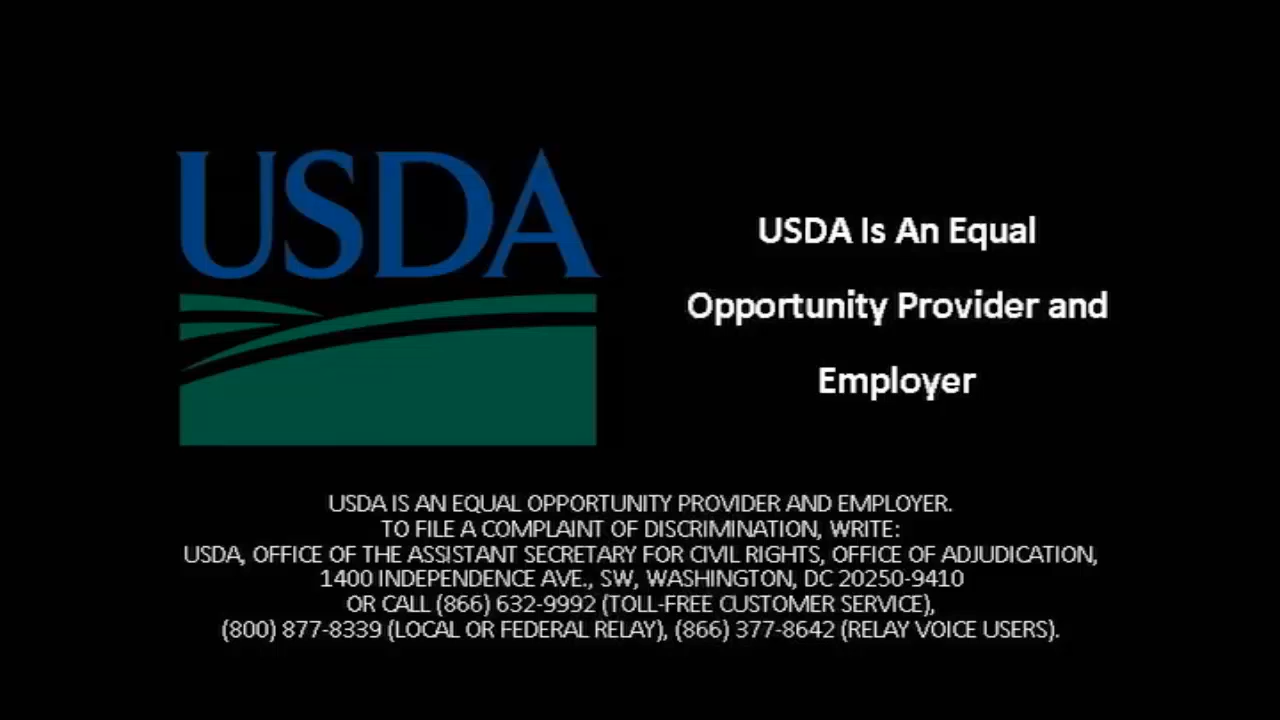 USDA
USDA Is An Equal
Opportunity Provider and
Employer
USDA IS AN EQUAL OPPORTUNITY PROVIDER AND EMPLOYER.
TO FILE A COMPLAINT OF DISCRIMINATION, WRITE:
USDA, OFFICE OF THE ASSISTANT SECRETARY FOR CIVIL RIGHTS, OFFICE OF ADJUDICATION,
1400 INDEPENDENCE AVE., SW, WASHINGTON, DC 20250-9410
OR CALL (866) 632-9992 (TOLL-FREE CUSTOMER SERVICE),
(800) 877-8339 (LOCAL OR FEDERAL RELAY), (866) 377-8642 (RELAY VOICE USERS).